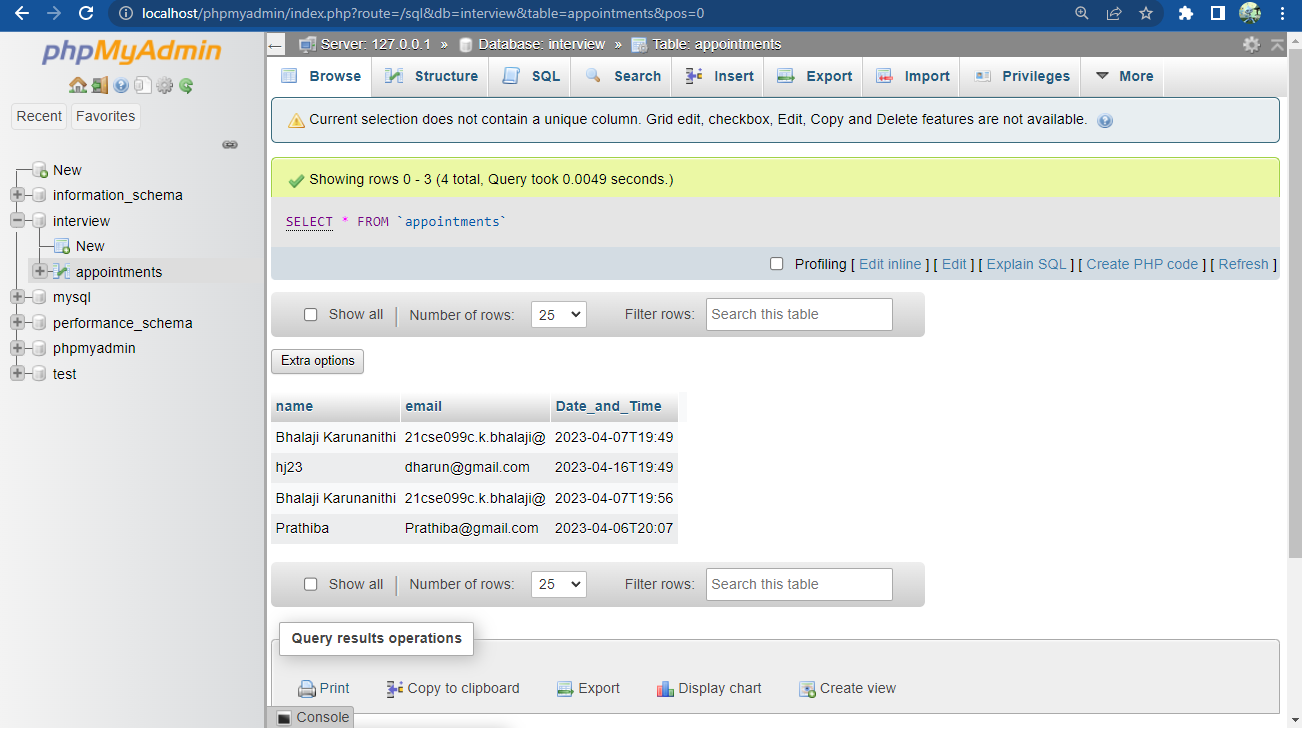 localhost/phpmyadmin/index.php?route=/sql&db=interview&table=appointments&pos=0
phpMyAdmin
Recent Favorites
New
information_schema
interview
New
appointments
mysql
performance_schema
phpmyadmin
test
Server: 127.0.0.1 » Database: interview » Table: appointments
Browse Structure SQL Search Insert Export Import Privileges More
Current selection does not contain a unique column. Grid edit, checkbox, Edit, Copy and Delete features are not available.
Showing rows 0 - 3 (4 total, Query took 0.0049 seconds.)
SELECT * FROM `appointments`
Profiling [ Edit inline ] [ Edit ] [ Explain SQL ] [ Create PHP code ] [ Refresh ]
Show all | Number of rows: 25 Filter rows: Search this table
Extra options
name email Date_and_Time
Bhalaji Karunanithi 21cse099c.k.bhalaji@ 2023-04-07T19:49
hj23 dharun@gmail.com 2023-04-16T19:49
Bhalaji Karunanithi 21cse099c.k.bhalaji@ 2023-04-07T19:56
Prathiba Prathiba@gmail.com 2023-04-06T20:07
Show all | Number of rows: 25 Filter rows: Search this table
Query results operations
Print Copy to clipboard Export Display chart Create view
Console